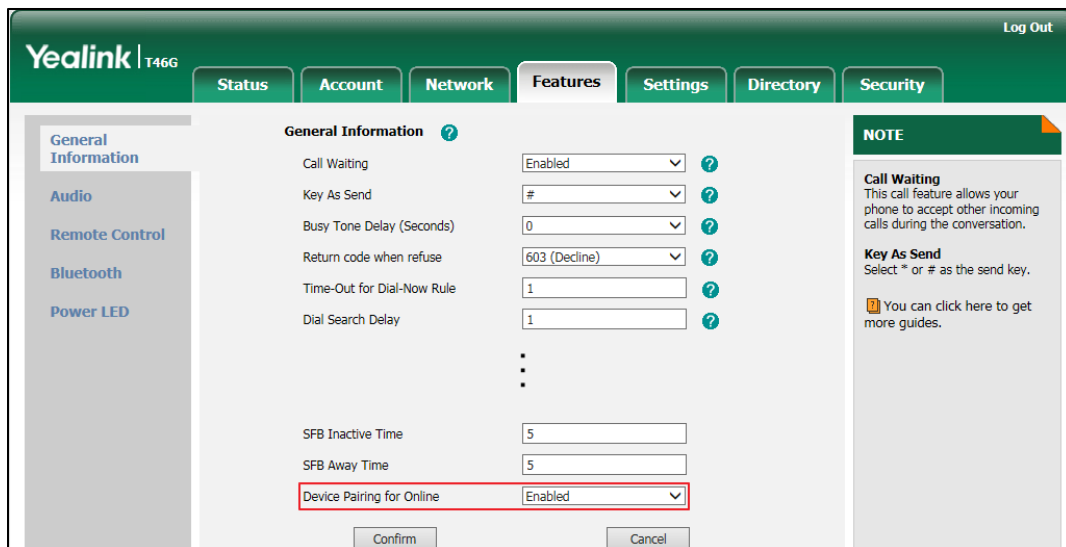 Log Out
Yealink T46G
Status Account Network Features Settings Directory Security
General Information
Audio
Remote Control
Bluetooth
Power LED
General Information ?
Call Waiting Enabled ?
Key As Send # ?
Busy Tone Delay (Seconds) 0 ?
Return code when refuse 603 (Decline) ?
Time-Out for Dial-Now Rule 1 ?
Dial Search Delay 1 ?
SFB Inactive Time 5
SFB Away Time 5
Device Pairing for Online Enabled
Confirm Cancel
NOTE
Call Waiting
This call feature allows your
phone to accept other incoming
calls during the conversation.
Key As Send
Select * or # as the send key.
? You can click here to get
more guides.